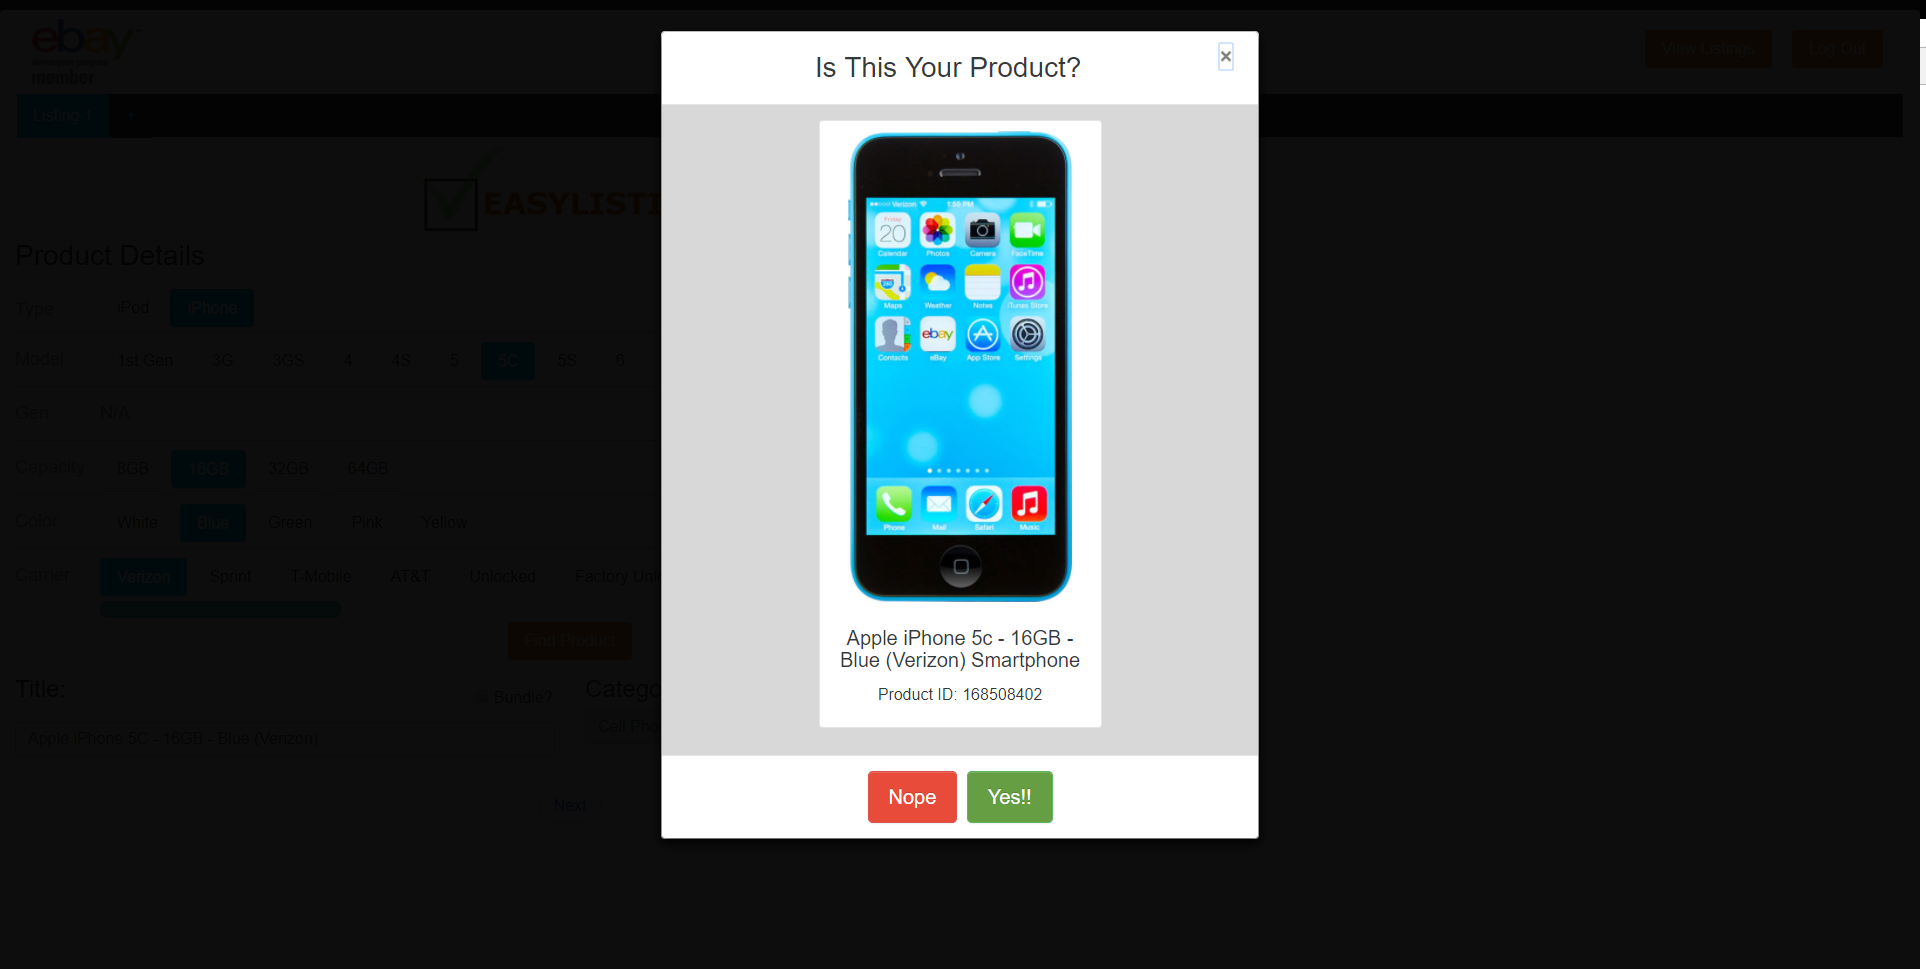 ebay
member
View Listings
Log Out
Listing 1
+
EASYLISTI
Product Details
Type
iPod
iPhone
Model
1st Gen
3G
3GS
4
4S
5
5C
5S
6
Gen
N/A
Capacity
8GB
16GB
32GB
64GB
Color
White
Blue
Green
Pink
Yellow
Carrier
Verizon
Sprint
T-Mobile
AT&T
Unlocked
Factory Unl
Find Product
Title:
Bundle?
Catego
Apple iPhone 5C - 16GB - Blue (Verizon)
Cell Pho
Next
Is This Your Product?
×
Verizon
1:55 PM
Friday
20
Calendar
Photos
Camera
FaceTime
280
Maps
Weather
Notes
iTunes Store
ebay
Contacts
eBay
App Store
Settings
Phone
Mail
Safari
Music
Apple iPhone 5c - 16GB -
Blue (Verizon) Smartphone
Product ID: 168508402
Nope
Yes!!